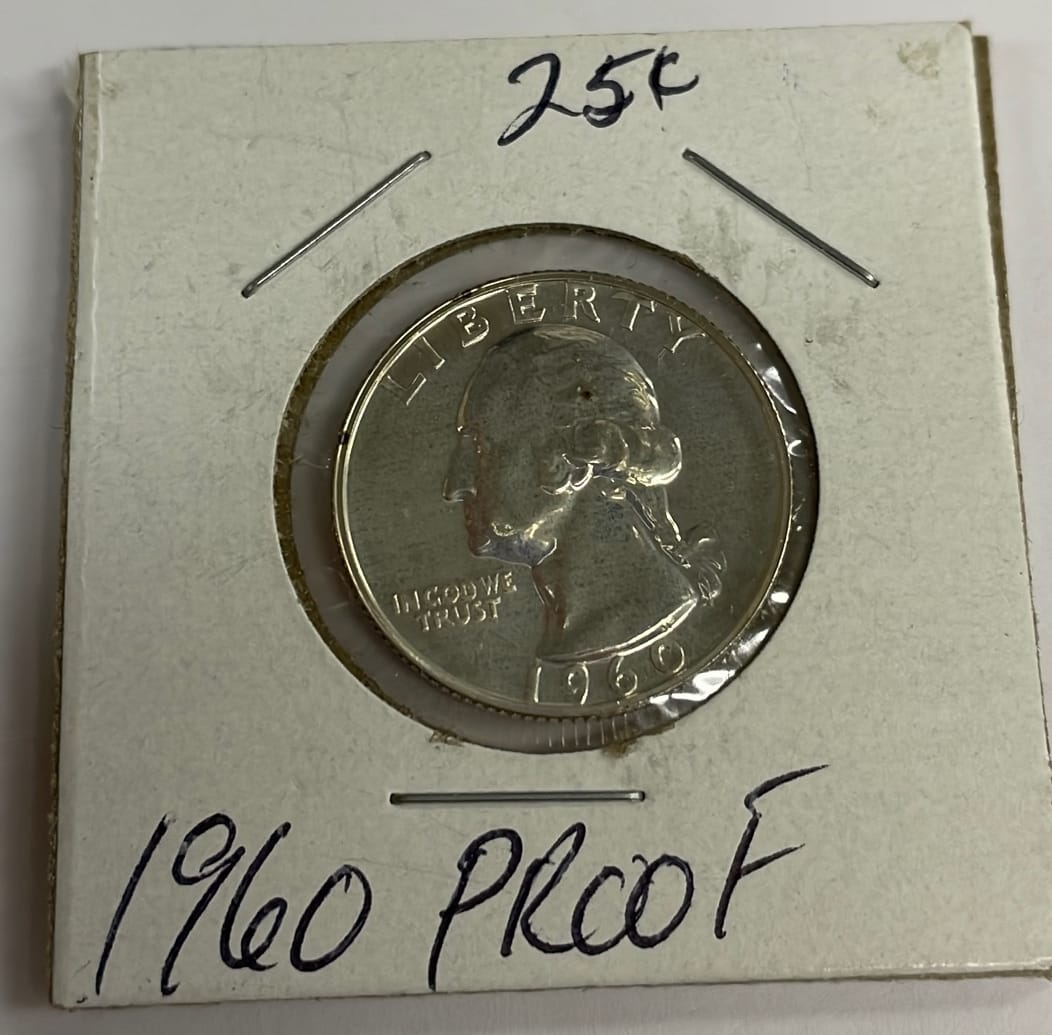 25¢
LIBERTY
IN GOD WE
TRUST
1960
1960 PROOF